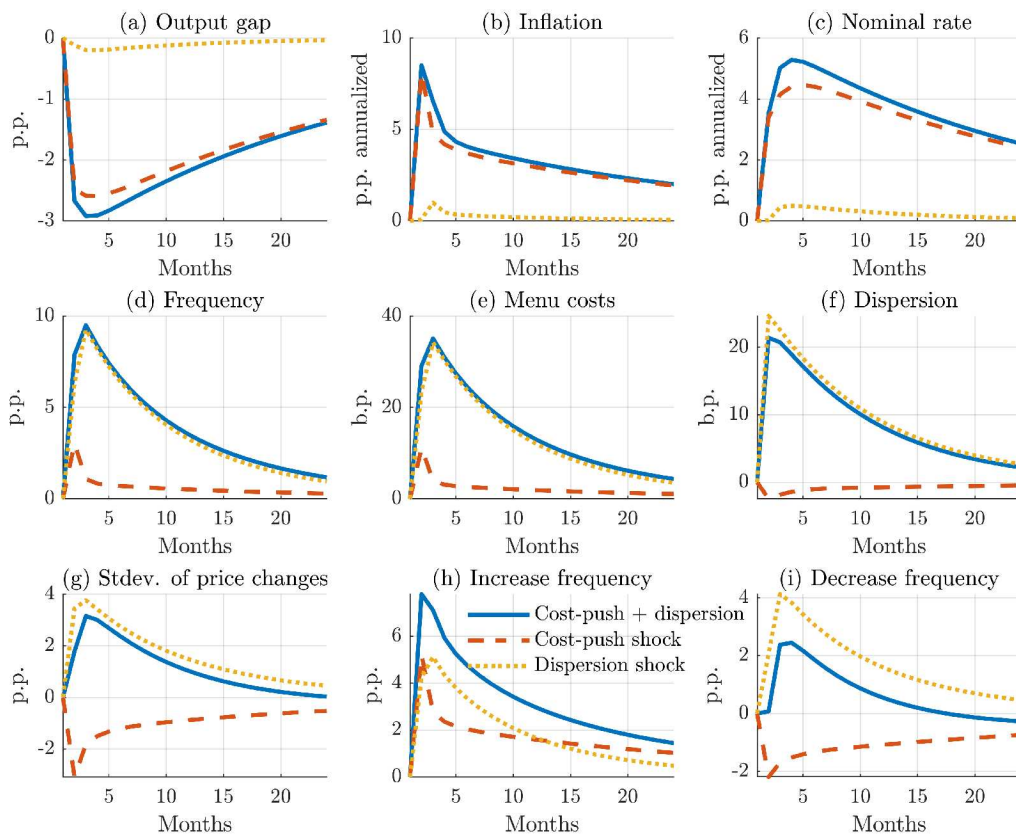 (a) Output gap
p.p.
0
-1
-2
-3
5 10 15 20
Months
(b) Inflation
p.p. annualized
10
5
0
5 10 15 20
Months
(c) Nominal rate
p.p. annualized
6
4
2
0
5 10 15 20
Months
(d) Frequency
p.p.
10
5
0
5 10 15 20
Months
(e) Menu costs
b.p.
40
20
0
5 10 15 20
Months
(f) Dispersion
b.p.
20
10
0
5 10 15 20
Months
(g) Stdev. of price changes
p.p.
4
2
0
-2
5 10 15 20
Months
(h) Increase frequency
p.p.
6
4
2
0
Cost-push + dispersion
Cost-push shock
Dispersion shock
5 10 15 20
Months
(i) Decrease frequency
p.p.
4
2
0
-2
5 10 15 20
Months